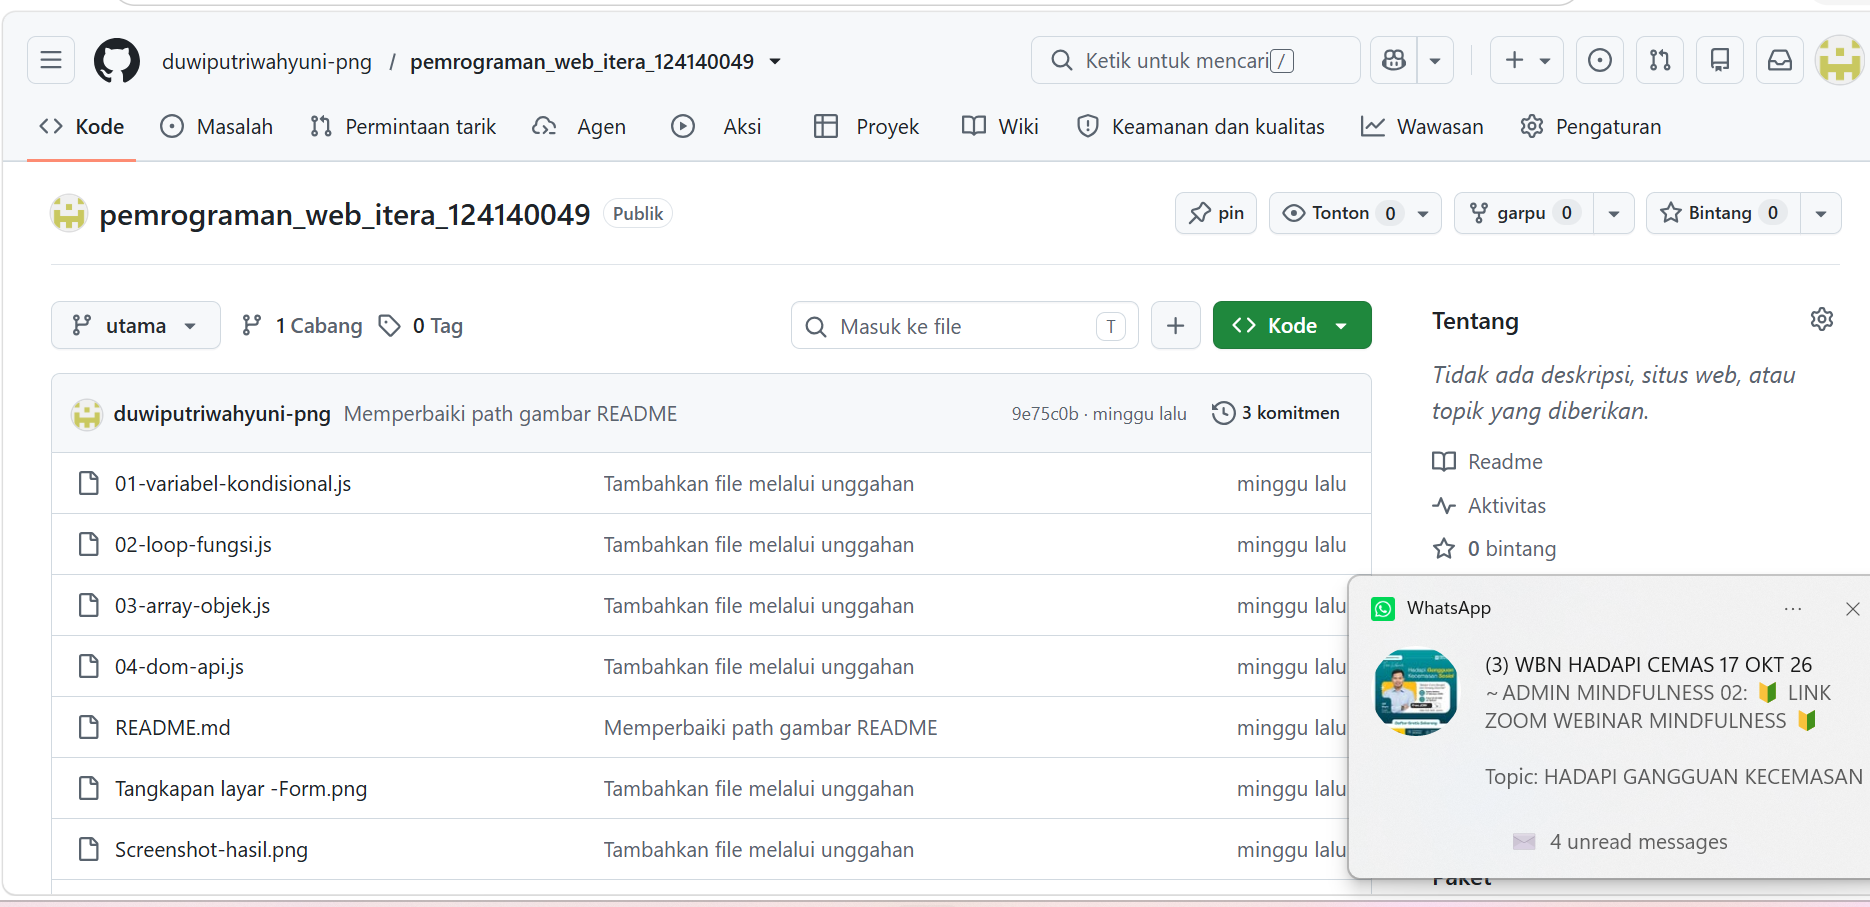 duwiputriwahyuni-png / pemrograman_web_itera_124140049
Ketik untuk mencari /
Kode Masalah Permintaan tarik Agen Aksi Proyek Wiki Keamanan dan kualitas Wawasan Pengaturan
pemrograman_web_itera_124140049 Publik
pin Tonton 0 garpu 0 Bintang 0
utama 1 Cabang 0 Tag Masuk ke file T + Kode
duwiputriwahyuni-png Memperbaiki path gambar README 9e75c0b · minggu lalu 3 komitmen
01-variabel-kondisional.js Tambahkan file melalui unggahan minggu lalu
02-loop-fungsi.js Tambahkan file melalui unggahan minggu lalu
03-array-objek.js Tambahkan file melalui unggahan minggu lalu
04-dom-api.js Tambahkan file melalui unggahan minggu lalu
README.md Memperbaiki path gambar README minggu lalu
Tangkapan layar -Form.png Tambahkan file melalui unggahan minggu lalu
Screenshot-hasil.png Tambahkan file melalui unggahan minggu lalu
Tentang
Tidak ada deskripsi, situs web, atau
topik yang diberikan.
Readme
Aktivitas
0 bintang
WhatsApp
(3) WBN HADAPI CEMAS 17 OKT 26
~ ADMIN MINDFULNESS 02: 🔰 LINK
ZOOM WEBINAR MINDFULNESS 🔰
Topic: HADAPI GANGGUAN KECEMASAN
4 unread messages
Paket